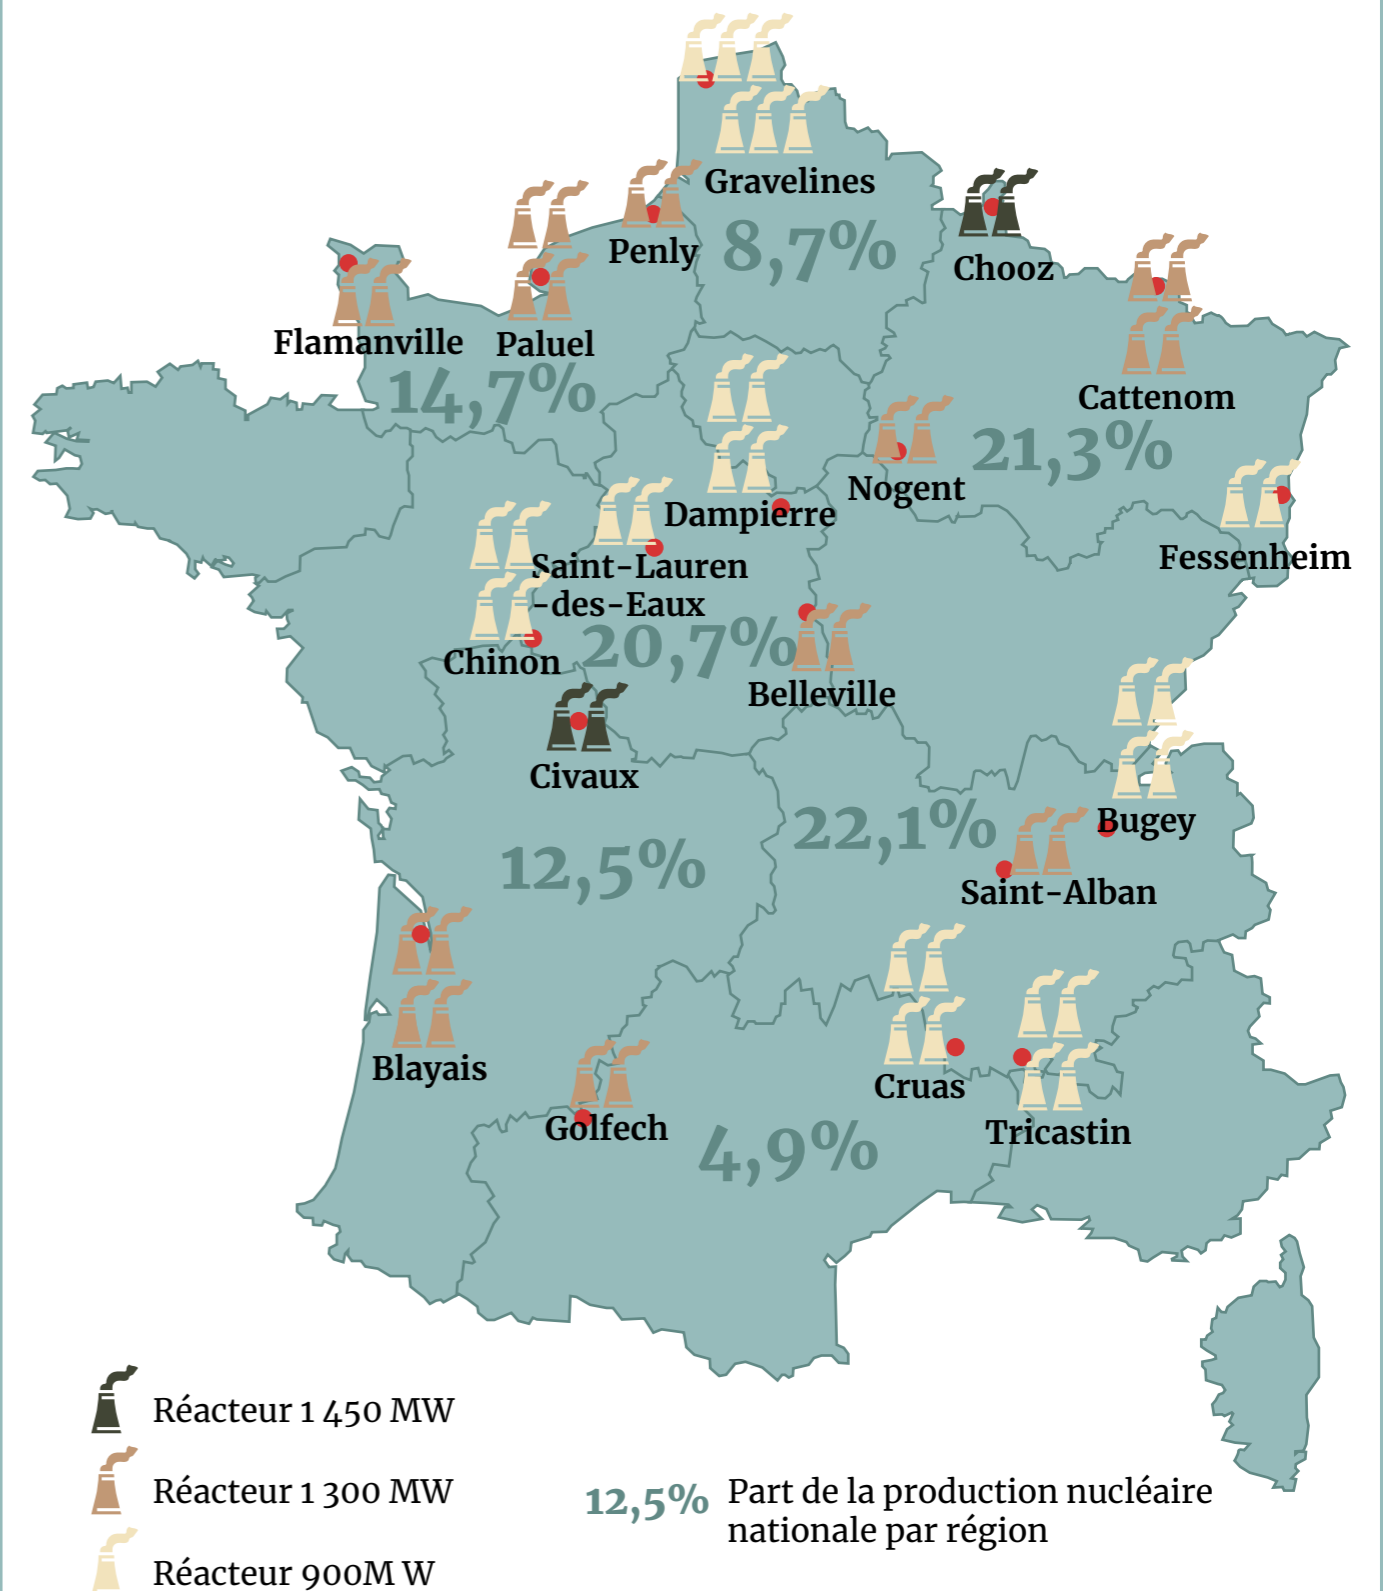 Gravelines
8,7%
Penly
Chooz
Flamanville
Paluel
14,7%
Cattenom
21,3%
Nogent
Dampierre
Fessenheim
Saint-Lauren
-des-Eaux
20,7%
Chinon
Belleville
Civaux
22,1%
Bugey
12,5%
Saint-Alban
Blayais
Cruas
Golfech
Tricastin
4,9%
Réacteur 1 450 MW
Réacteur 1 300 MW
Réacteur 900M W
12,5% Part de la production nucléaire
nationale par région